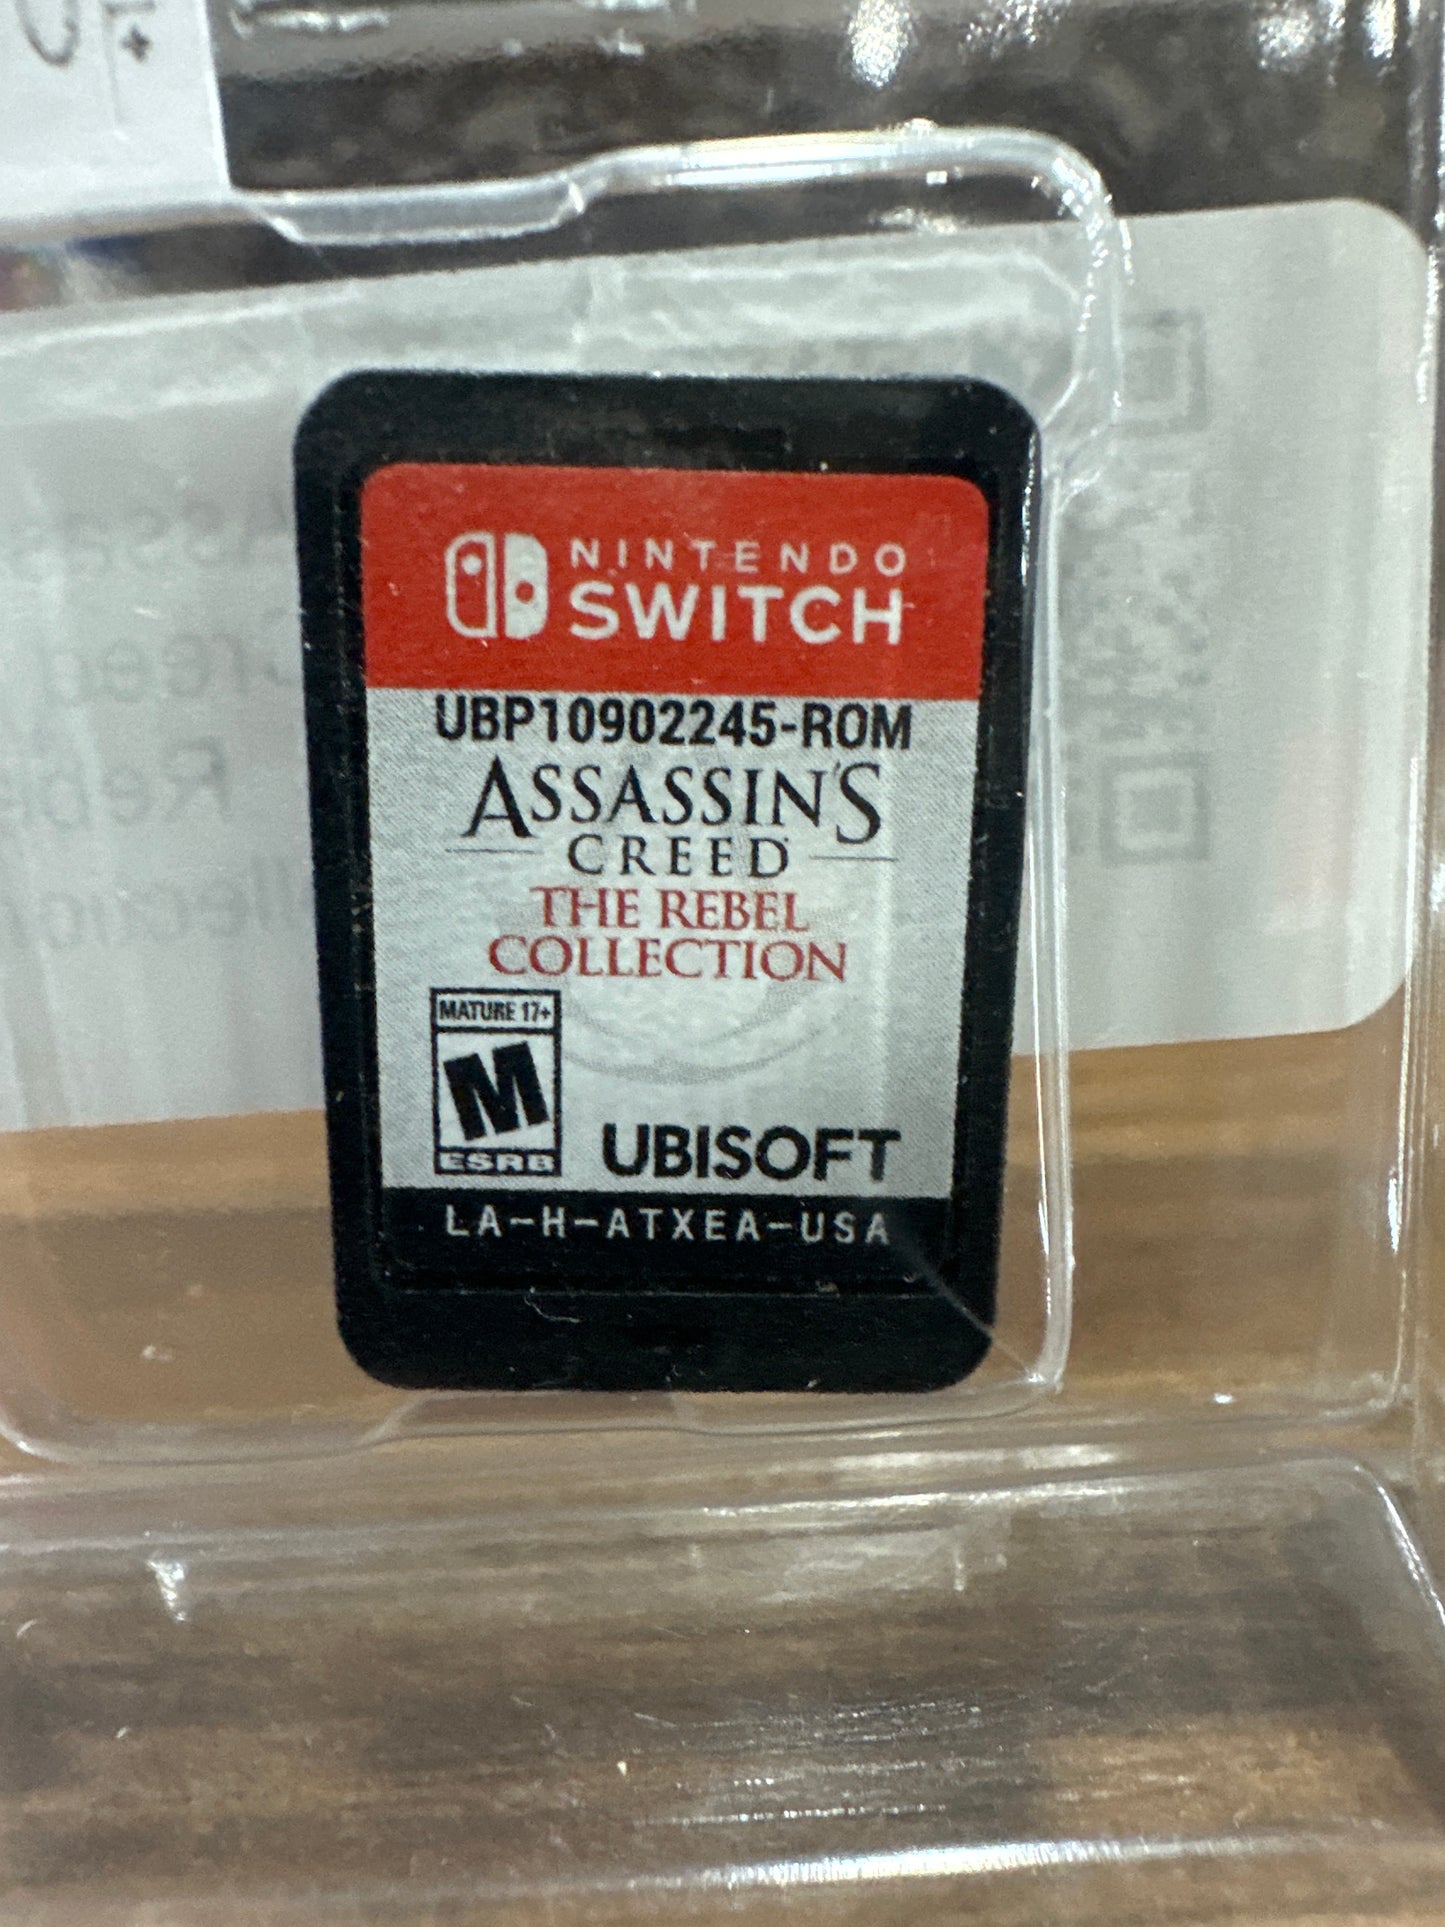 NINTENDO
SWITCH
UBP10902245-ROM
ASSASSIN'S
CREED
THE REBEL
COLLECTION
MATURE 17+
M
ESRB
UBISOFT
LA-H-ATXEA-USA